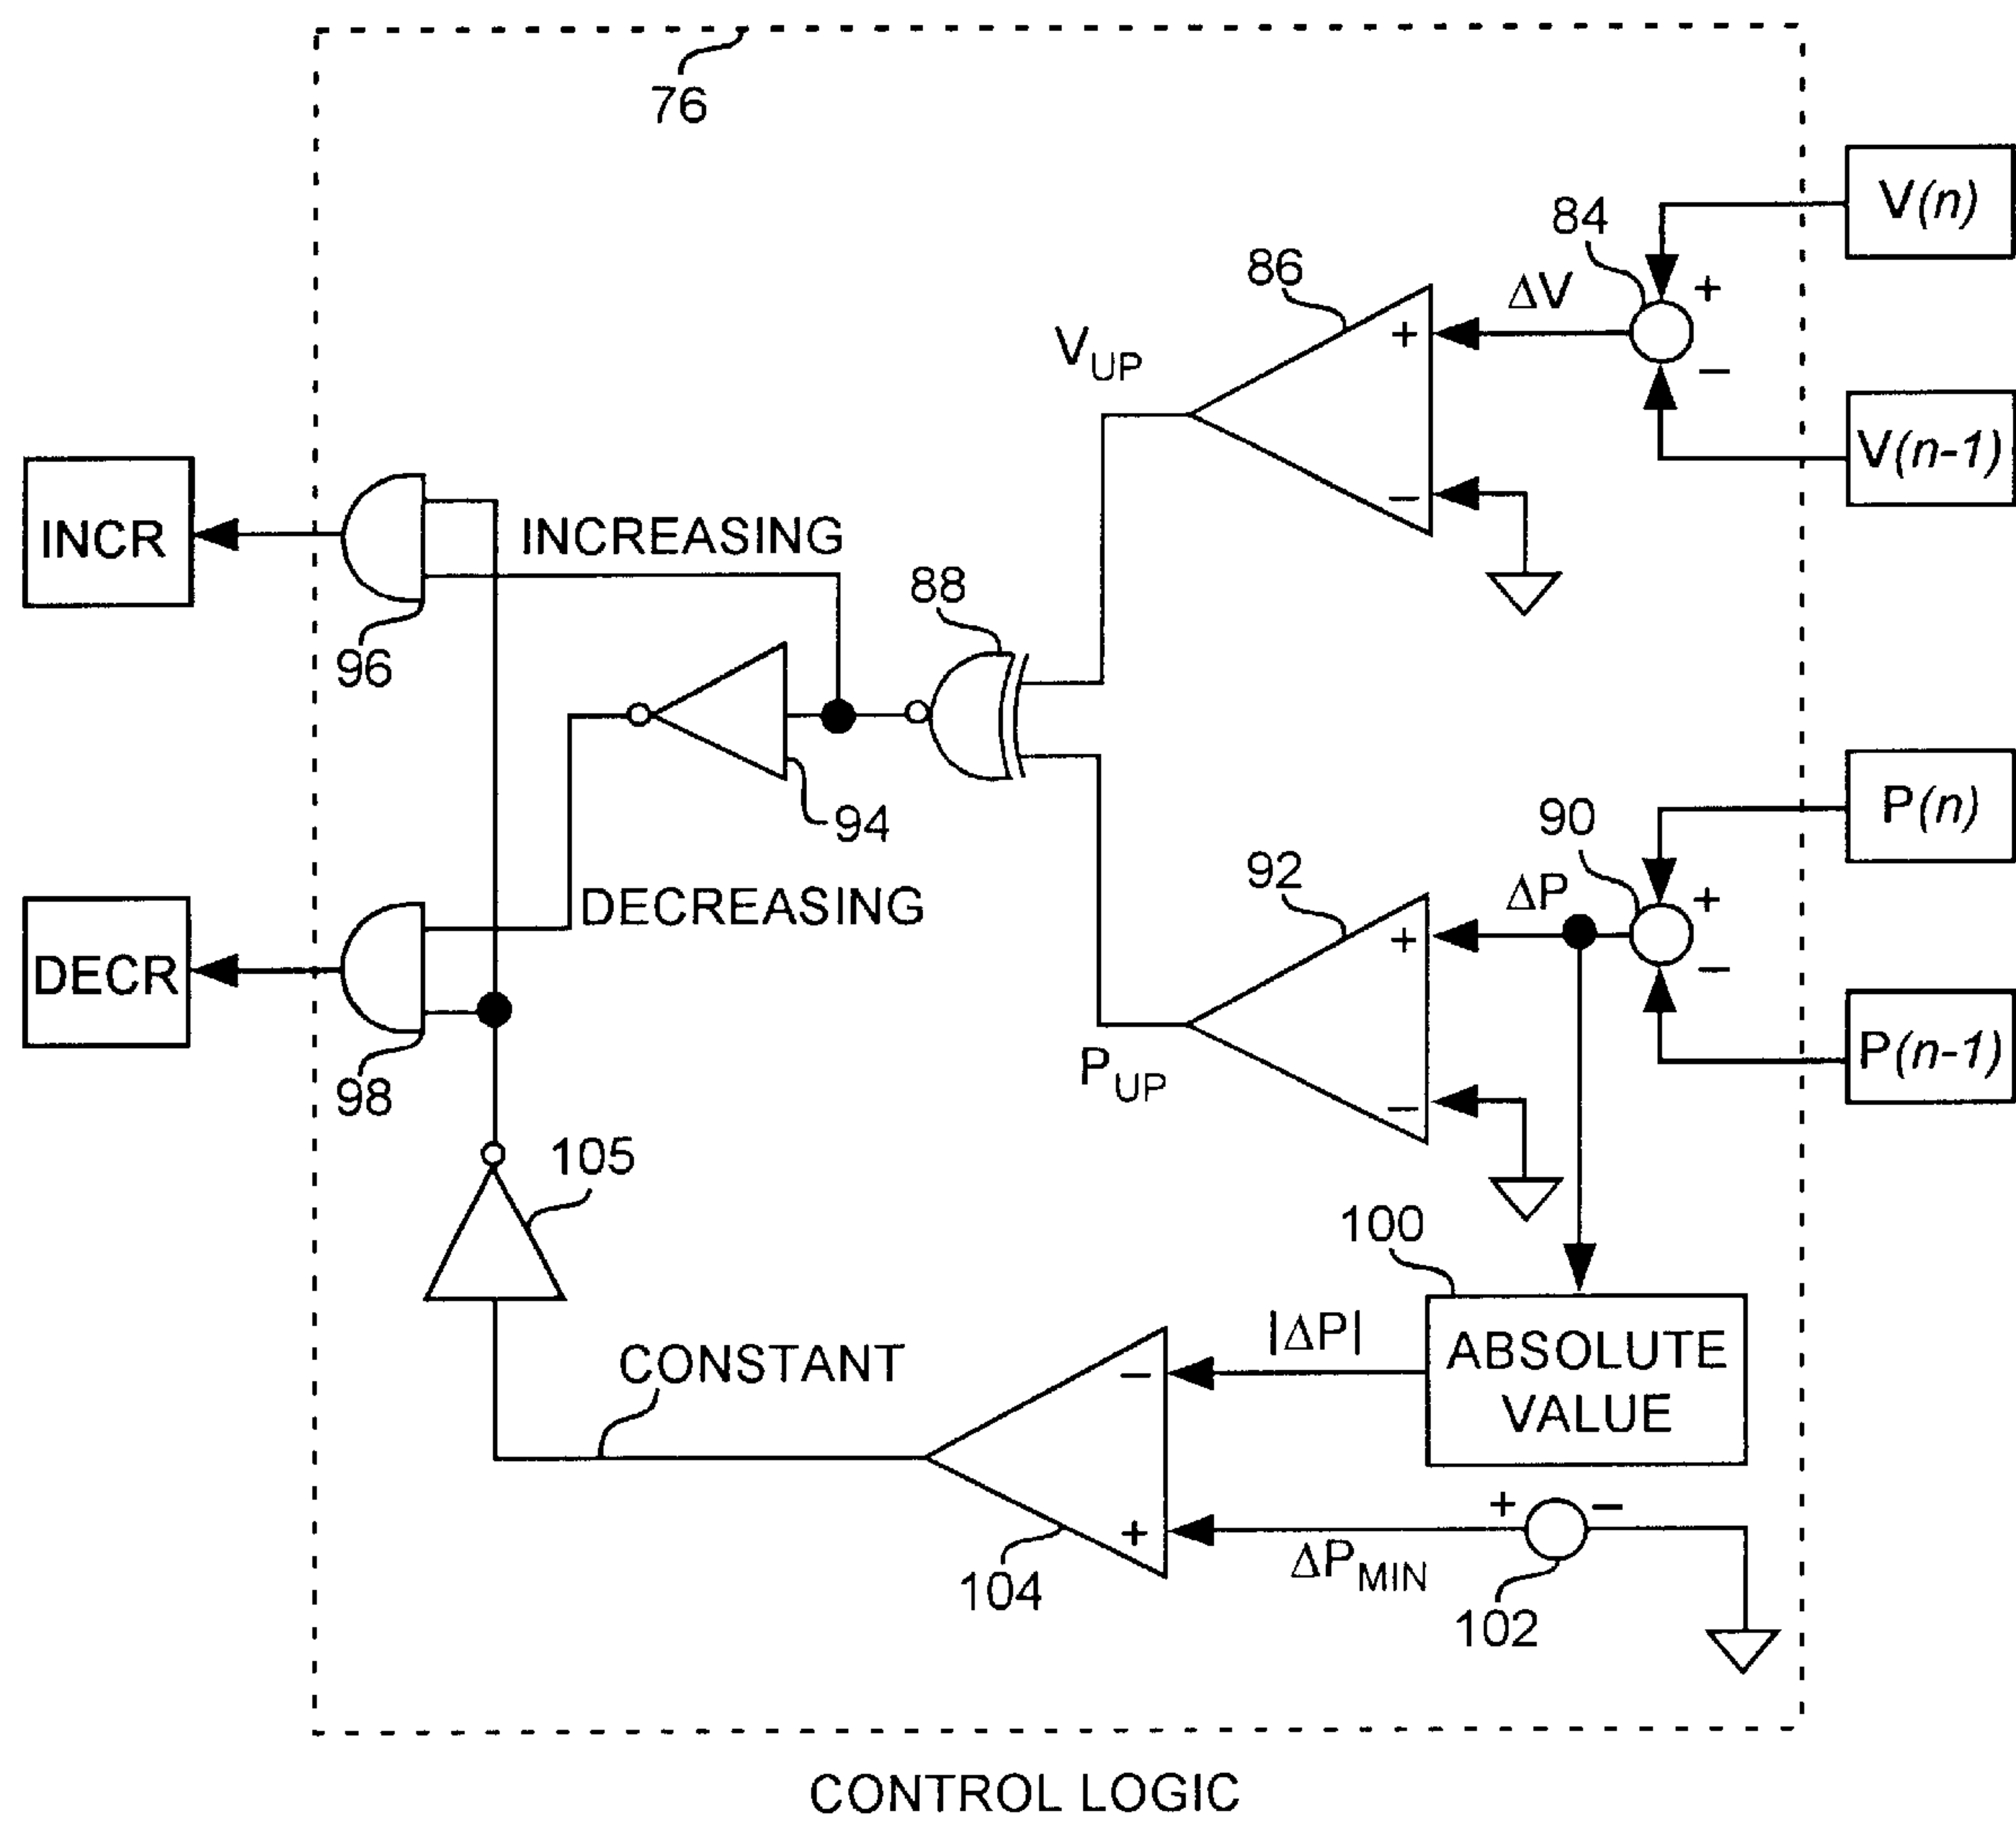 76
V(n)
84
86
ΔV
+
+
V_UP
−
V(n-1)
−
INCR
INCREASING
88
96
P(n)
94
90
92
ΔP
+
DECREASING
+
DECR
−
P(n-1)
98
P_UP
−
105
100
|ΔP|
ABSOLUTE
VALUE
CONSTANT
−
+
−
+
ΔP_MIN
104
102
CONTROL LOGIC